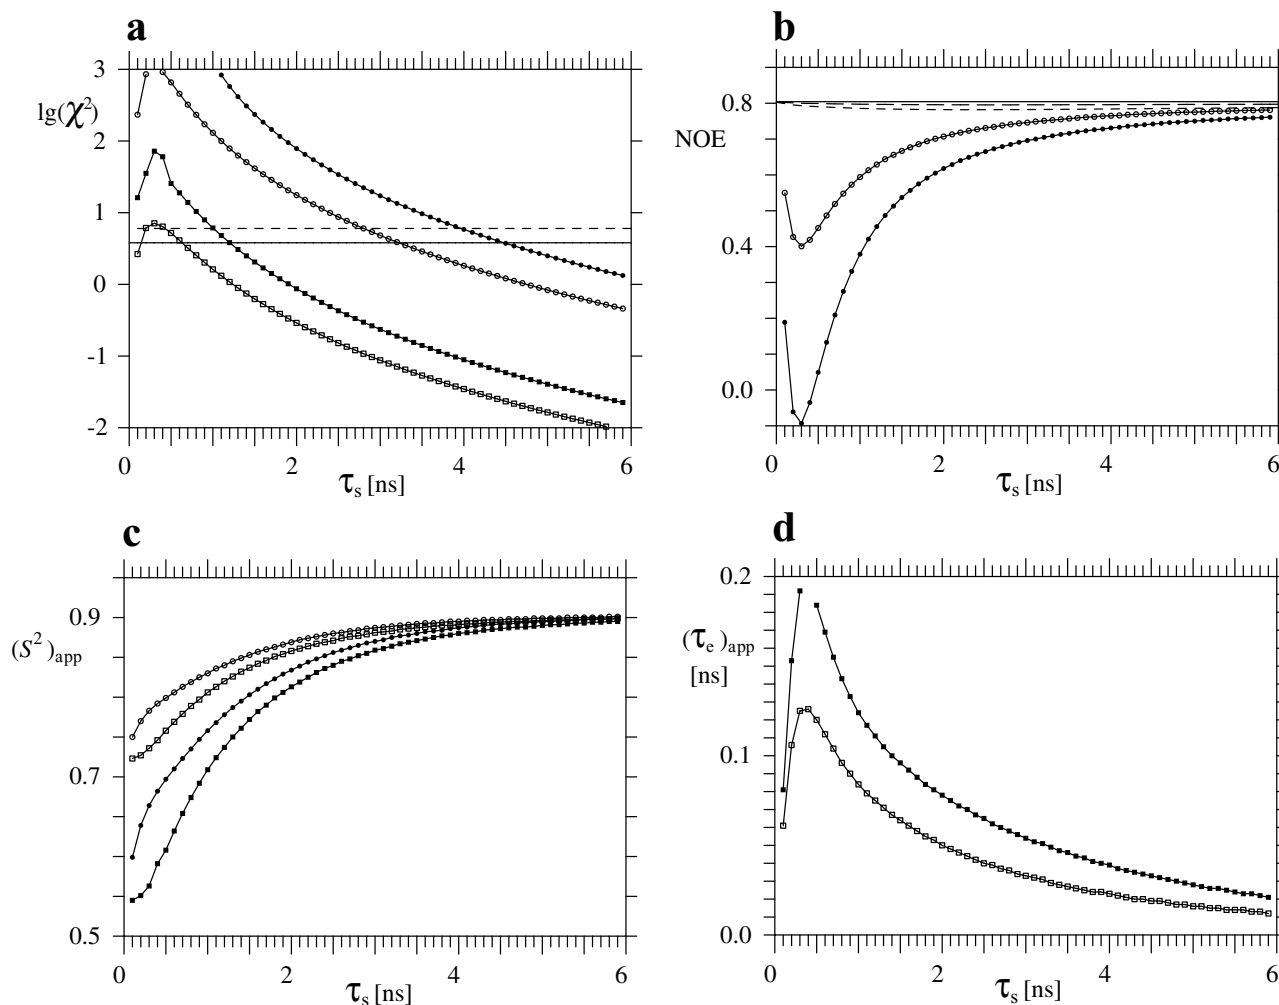 a
3
lg(χ²)
2
1
0
-1
-2
0 2 4 6
τs [ns]
b
0.8
NOE
0.4
0.0
0 2 4 6
τs [ns]
c
0.9
(S²)app
0.7
0.5
0 2 4 6
τs [ns]
d
0.2
(τe)app
[ns]
0.1
0.0
0 2 4 6
τs [ns]